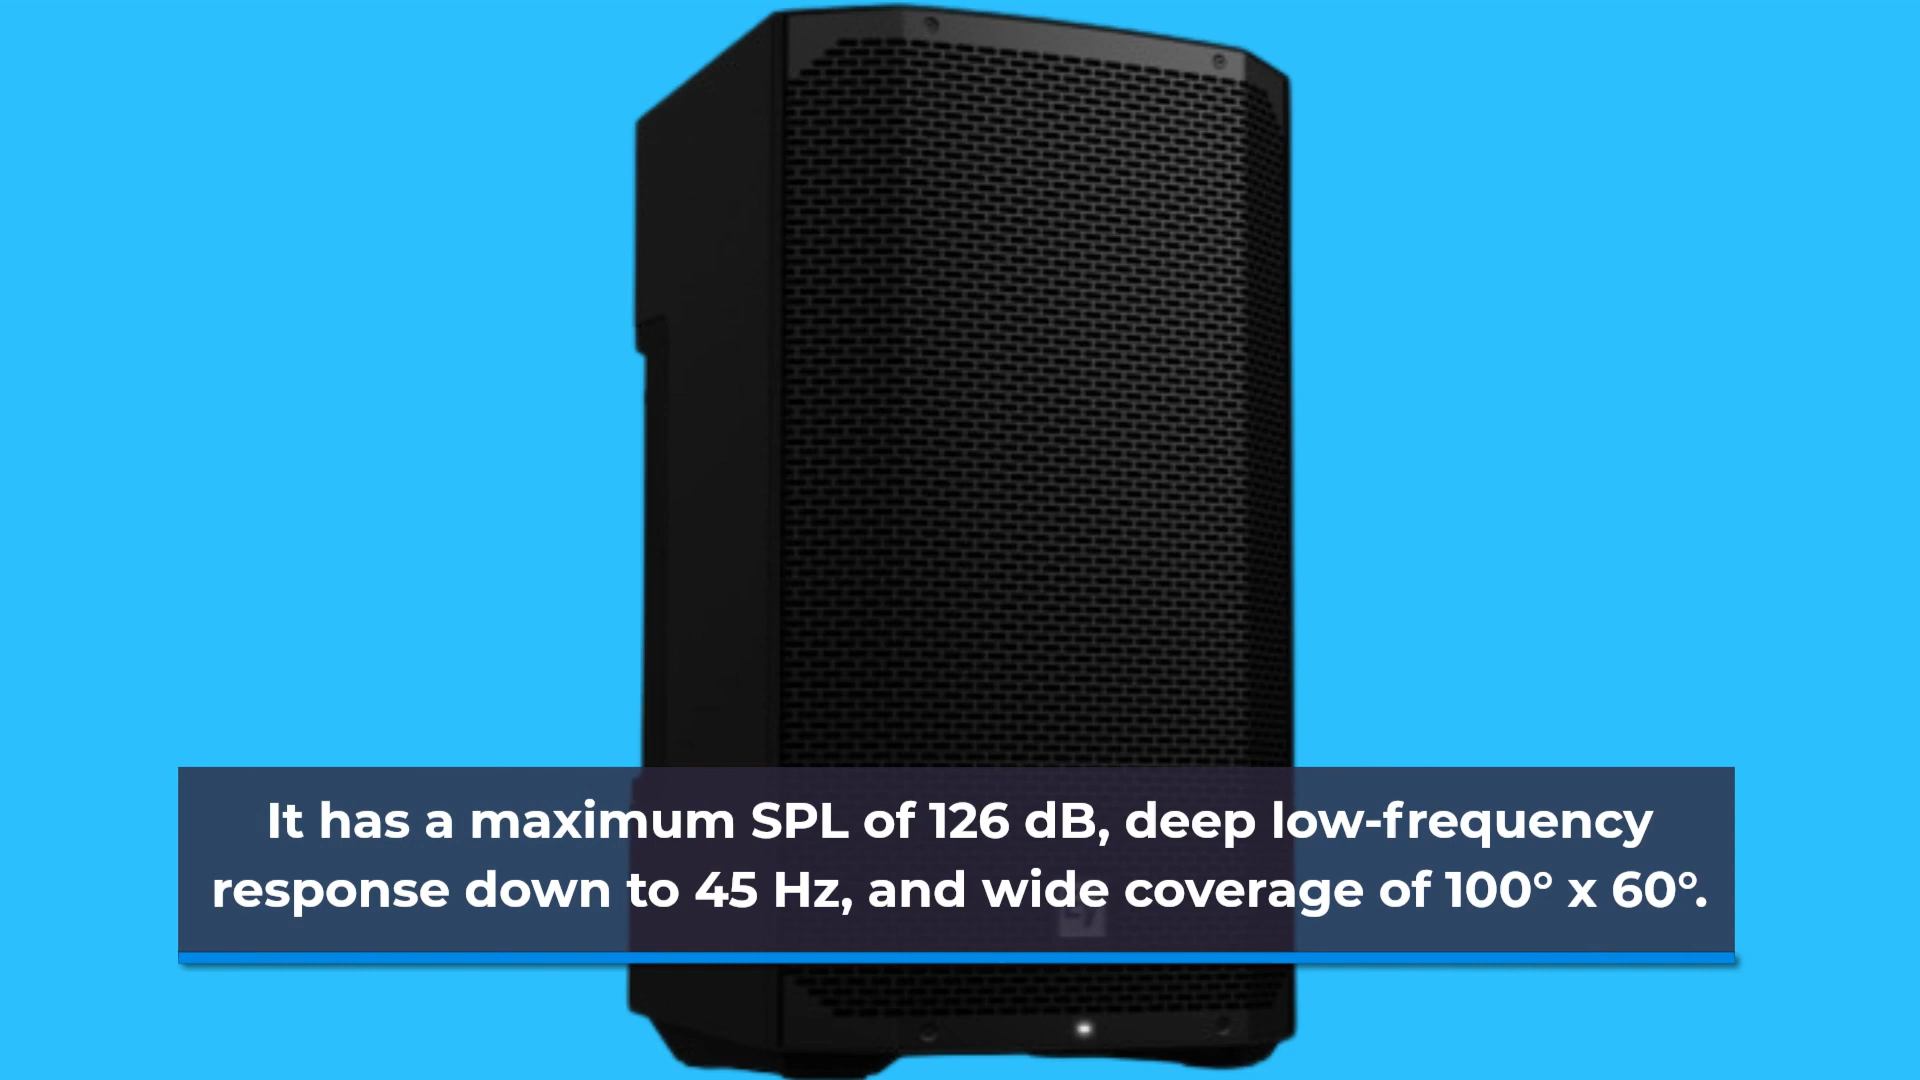 It has a maximum SPL of 126 dB, deep low-frequency
response down to 45 Hz, and wide coverage of 100° x 60°.